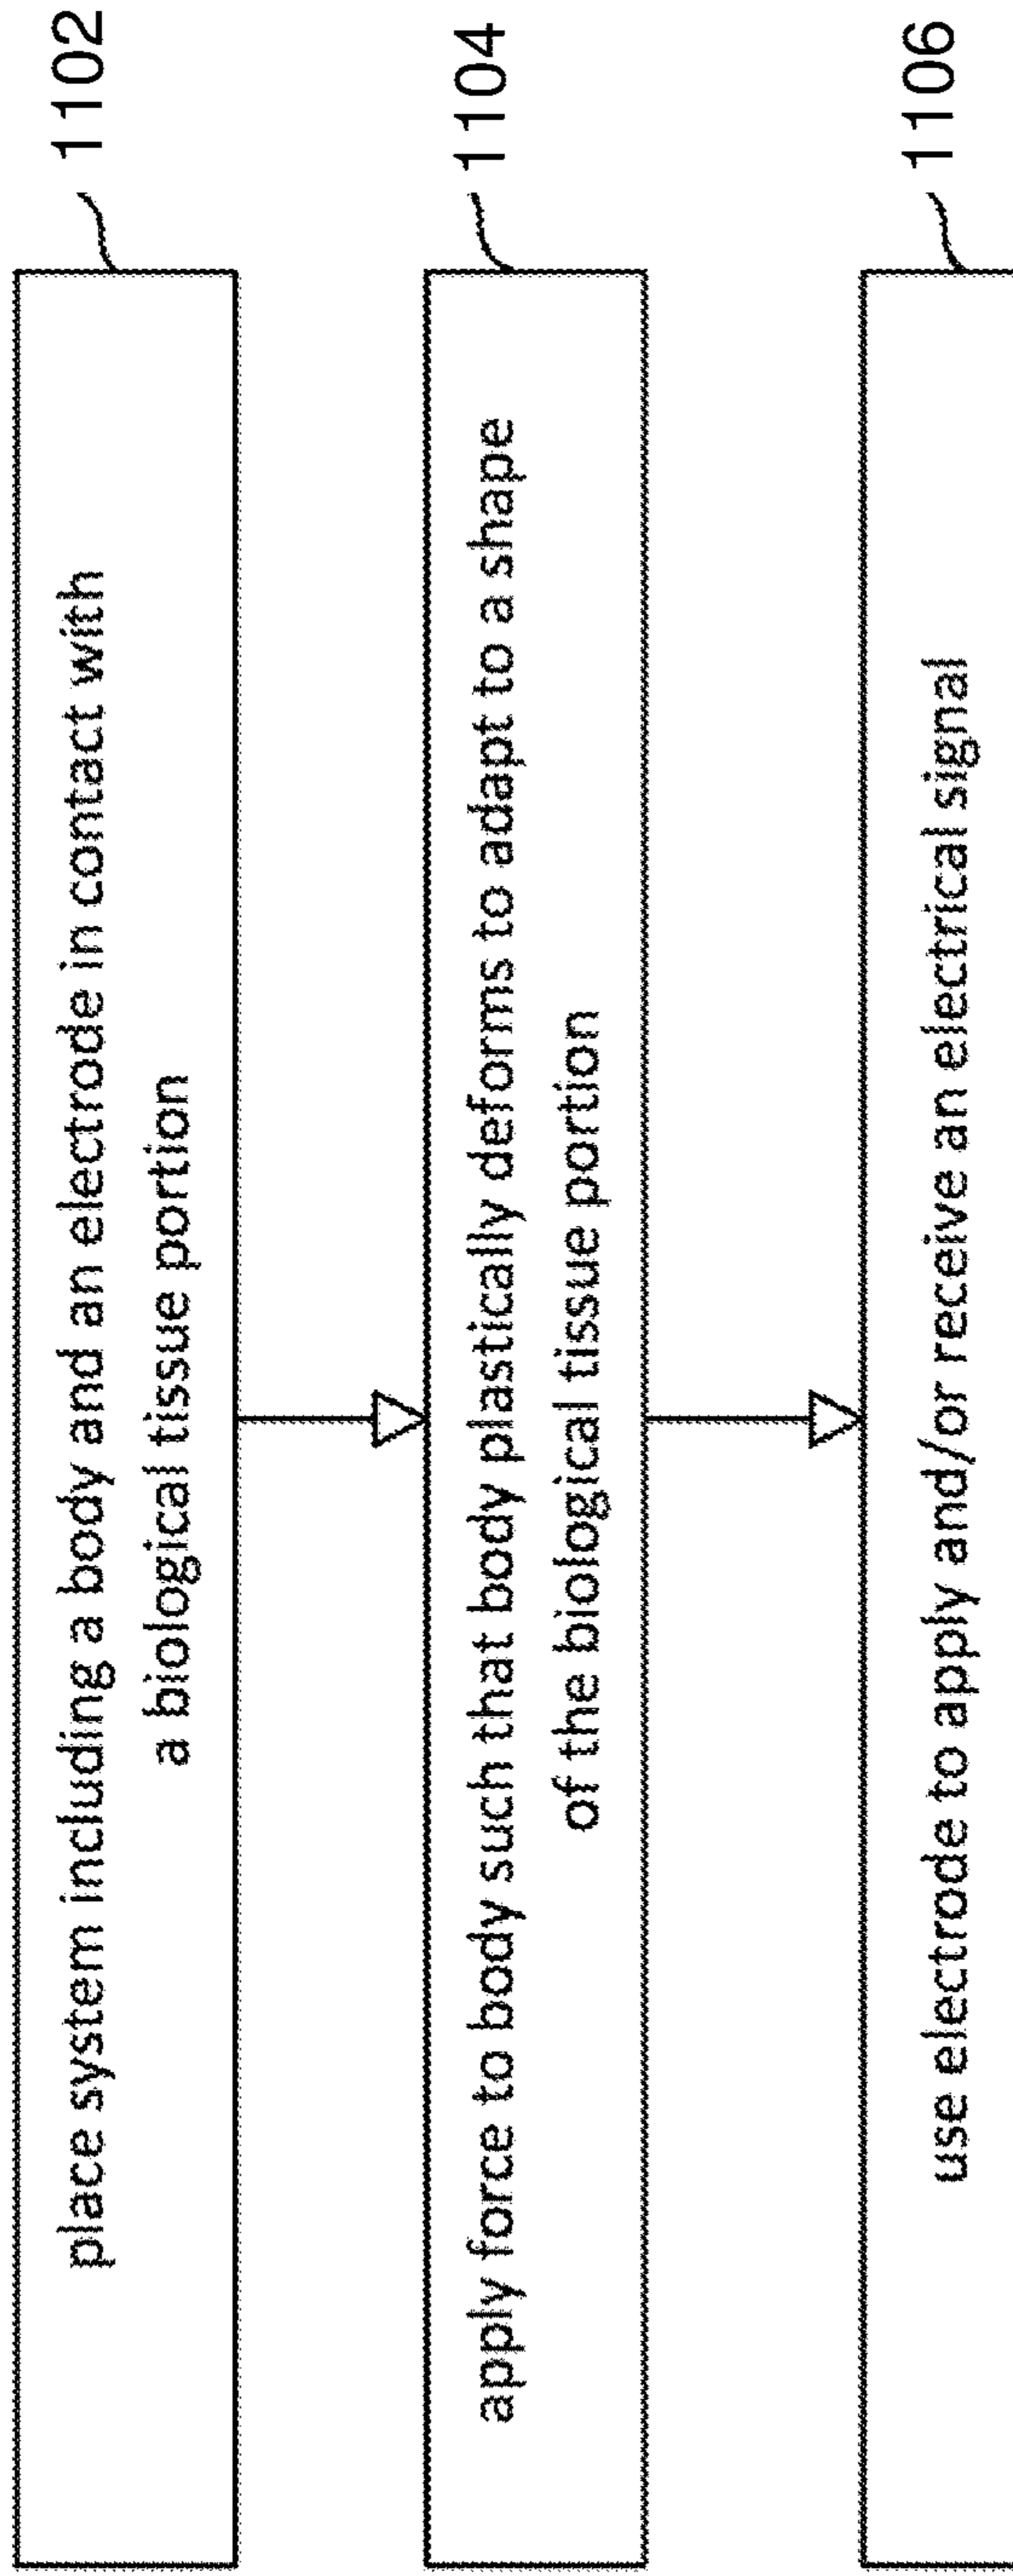 place system including a body and an electrode in contact with
a biological tissue portion
1102
apply force to body such that body plastically deforms to adapt to a shape
of the biological tissue portion
1104
use electrode to apply and/or receive an electrical signal
1106